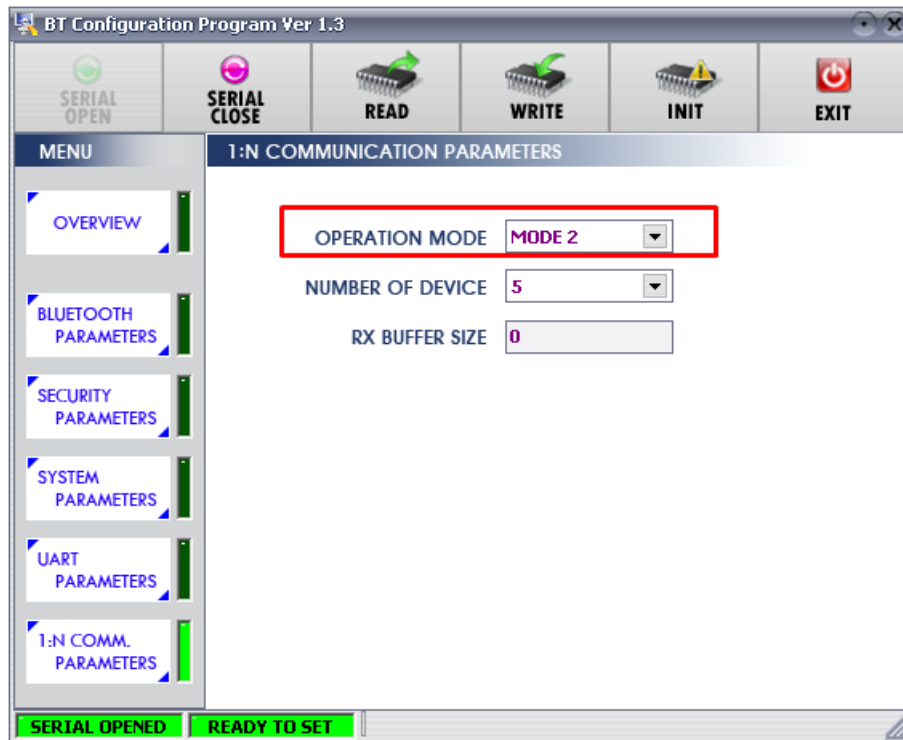 BT Configuration Program Ver 1.3
SERIAL
OPEN
SERIAL
CLOSE
READ
WRITE
INIT
EXIT
MENU
1:N COMMUNICATION PARAMETERS
OVERVIEW
OPERATION MODE MODE 2
NUMBER OF DEVICE 5
RX BUFFER SIZE 0
BLUETOOTH
PARAMETERS
SECURITY
PARAMETERS
SYSTEM
PARAMETERS
UART
PARAMETERS
1:N COMM.
PARAMETERS
SERIAL OPENED
READY TO SET